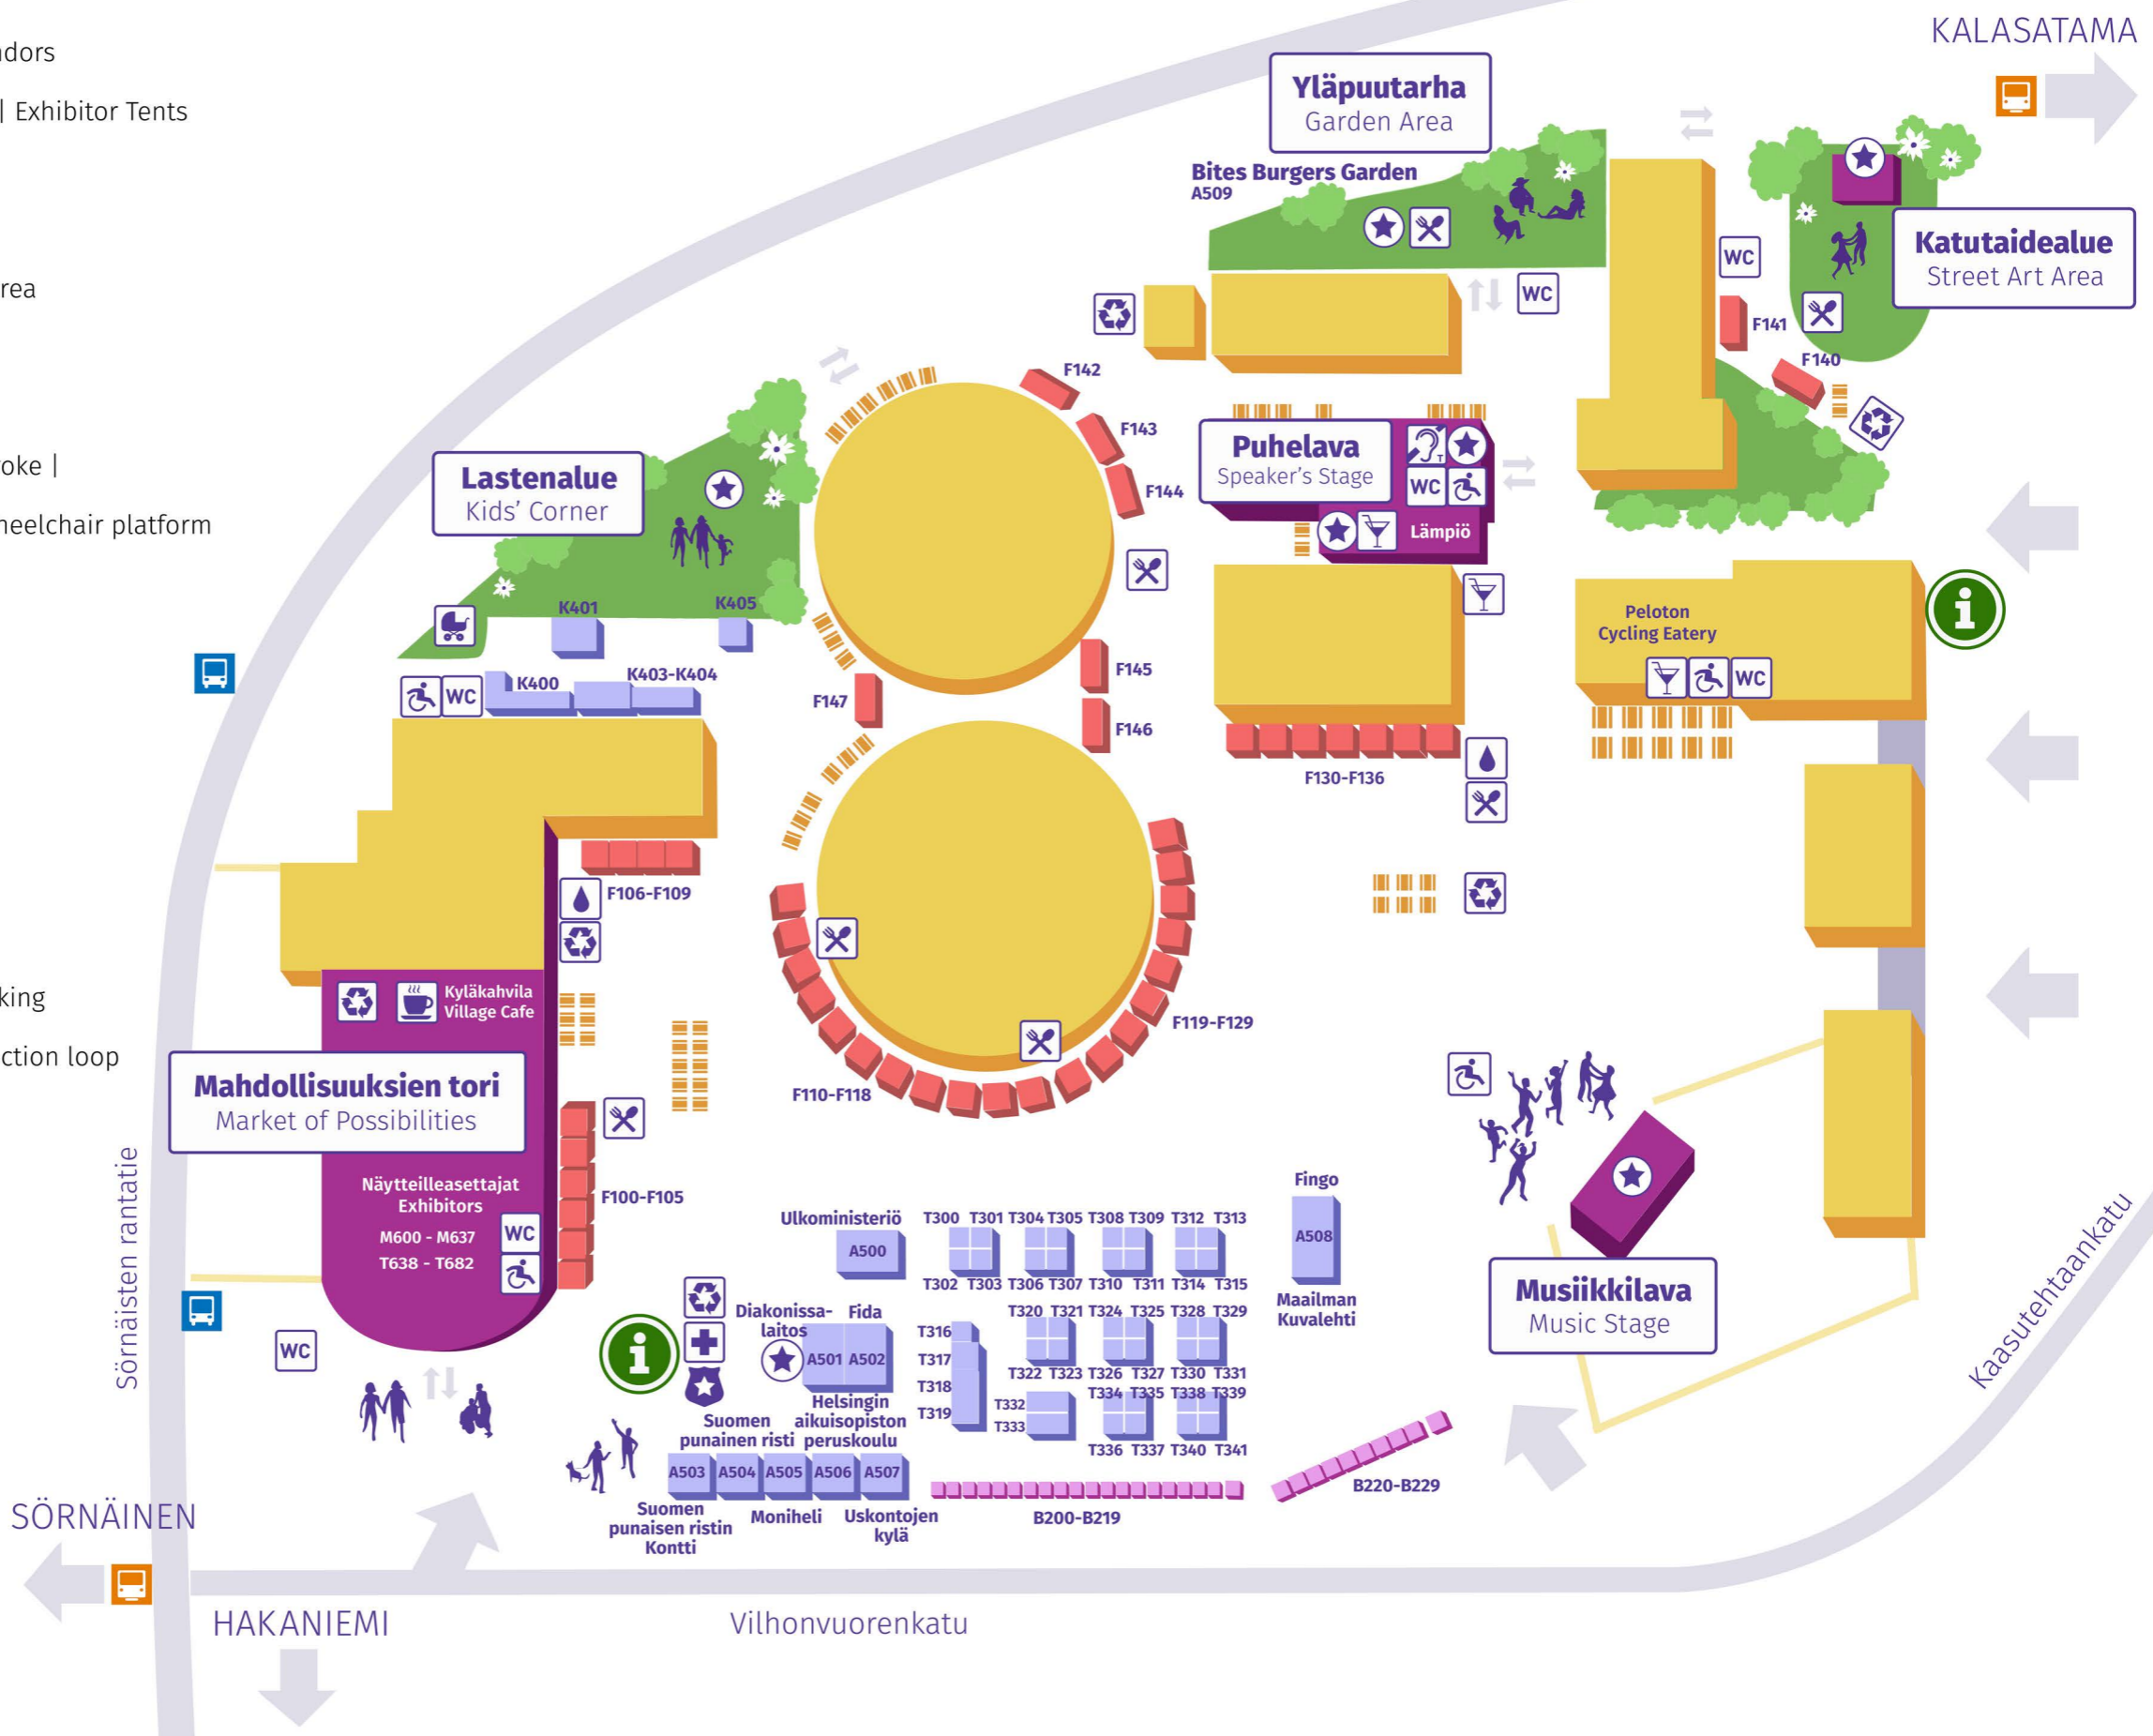 ndors
| Exhibitor Tents
rea
oke |
heelchair platform
king
ction loop
KALASATAMA
Yläpuutarha
Garden Area
Bites Burgers Garden
A509
Katutaidealue
Street Art Area
WC
WC
F141
F140
F142
F143
F144
Puhelava
Speaker's Stage
T
WC
Lämpiö
Lastenalue
Kids' Corner
K401
K405
WC
K400
K403-K404
F147
F145
F146
Peloton
Cycling Eatery
WC
i
F130-F136
F106-F109
Kyläkahvila
Village Cafe
Mahdollisuuksien tori
Market of Possibilities
Näytteilleasettajat
Exhibitors
M600 - M637
T638 - T682
WC
F100-F105
F110-F118
F119-F129
WC
i
Ulkoministeriö
A500
T300 T301 T304 T305 T308 T309 T312 T313
T302 T303 T306 T307 T310 T311 T314 T315
Fingo
A508
Maailman
Kuvalehti
Diakonissa-
laitos
Fida
A501 A502
Helsingin
aikuisopiston
peruskoulu
T316
T317
T318
T319
T320 T321 T324 T325 T328 T329
T322 T323 T326 T327 T330 T331
T332
T333
T334 T335 T338 T339
T336 T337 T340 T341
Suomen
punainen risti
A503 A504 A505 A506 A507
Suomen
punaisen ristin
Kontti
Moniheli
Uskontojen
kylä
B200-B219
B220-B229
Musiikkilava
Music Stage
Kaasutehtaankatu
Sörnäisten rantatie
SÖRNÄINEN
HAKANIEMI
Vilhonvuorenkatu